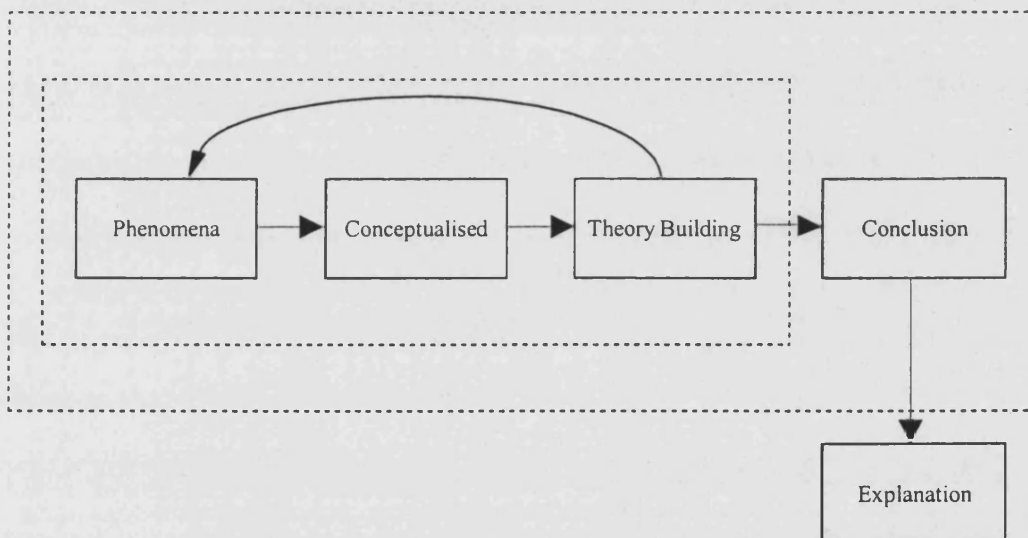 Phenomena
Conceptualised
Theory Building
Conclusion
Explanation